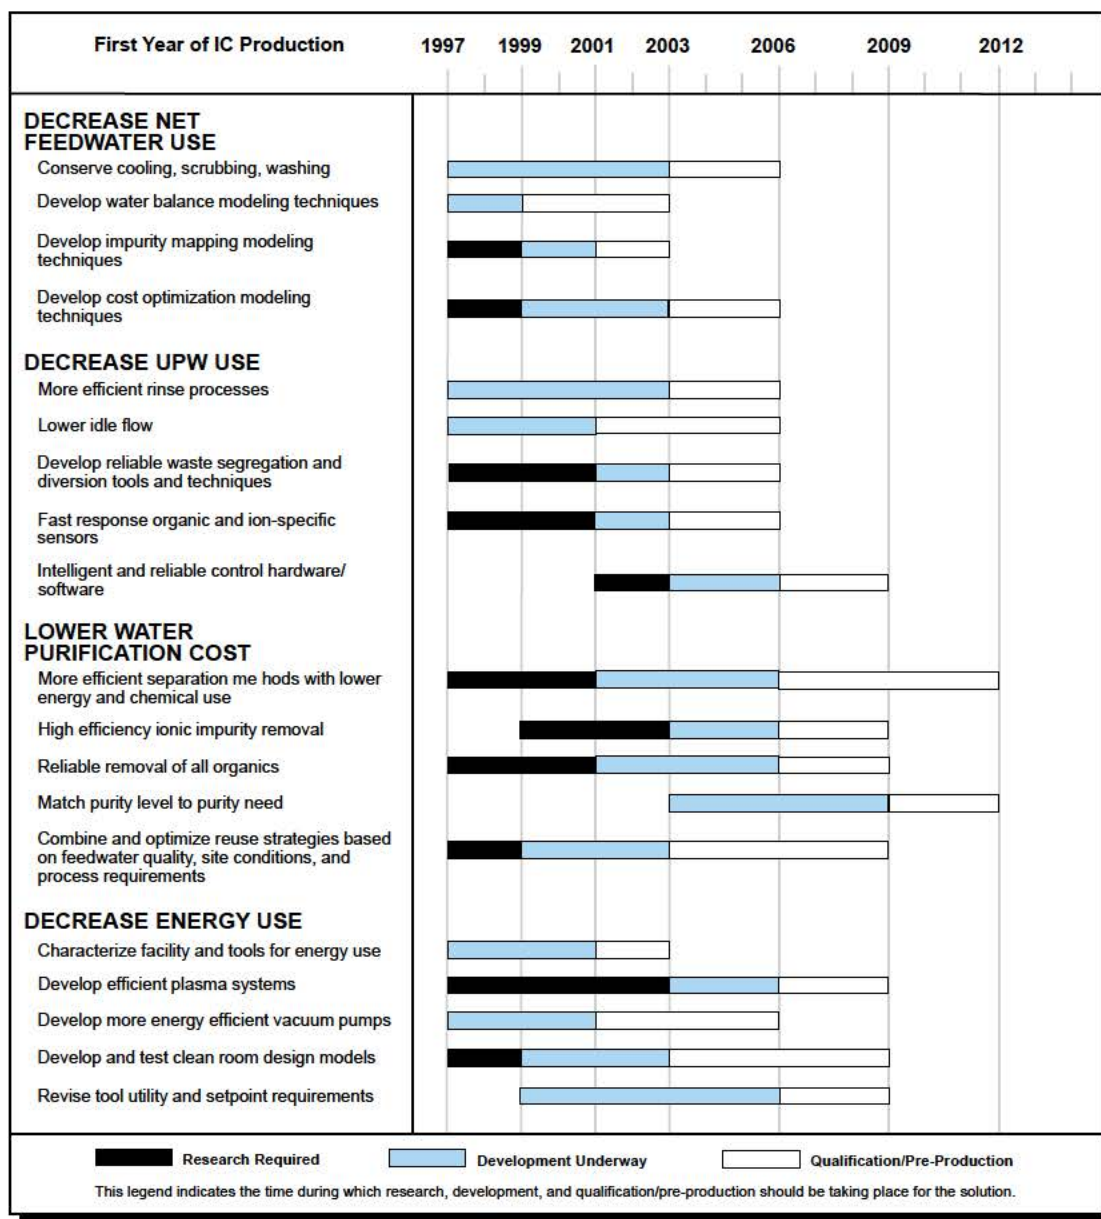 First Year of IC Production 1997 1999 2001 2003 2006 2009 2012
DECREASE NET
FEEDWATER USE
Conserve cooling, scrubbing, washing
Develop water balance modeling techniques
Develop impurity mapping modeling
techniques
Develop cost optimization modeling
techniques
DECREASE UPW USE
More efficient rinse processes
Lower idle flow
Develop reliable waste segregation and
diversion tools and techniques
Fast response organic and ion-specific
sensors
Intelligent and reliable control hardware/
software
LOWER WATER
PURIFICATION COST
More efficient separation me hods with lower
energy and chemical use
High efficiency ionic impurity removal
Reliable removal of all organics
Match purity level to purity need
Combine and optimize reuse strategies based
on feedwater quality, site conditions, and
process requirements
DECREASE ENERGY USE
Characterize facility and tools for energy use
Develop efficient plasma systems
Develop more energy efficient vacuum pumps
Develop and test clean room design models
Revise tool utility and setpoint requirements
Research Required Development Underway Qualification/Pre-Production
This legend indicates the time during which research, development, and qualification/pre-production should be taking place for the solution.